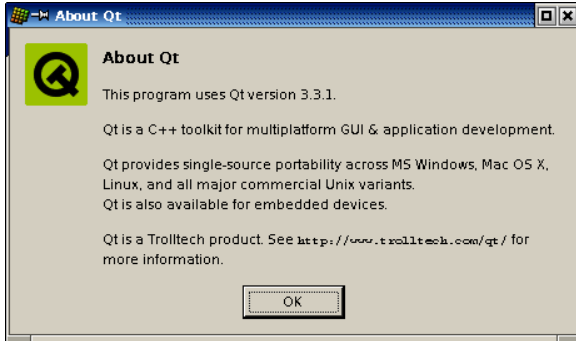 About Qt
About Qt
This program uses Qt version 3.3.1.
Qt is a C++ toolkit for multiplatform GUI & application development.
Qt provides single-source portability across MS Windows, Mac OS X,
Linux, and all major commercial Unix variants.
Qt is also available for embedded devices.
Qt is a Trolltech product. See http://www.trolltech.com/qt/ for
more information.
OK